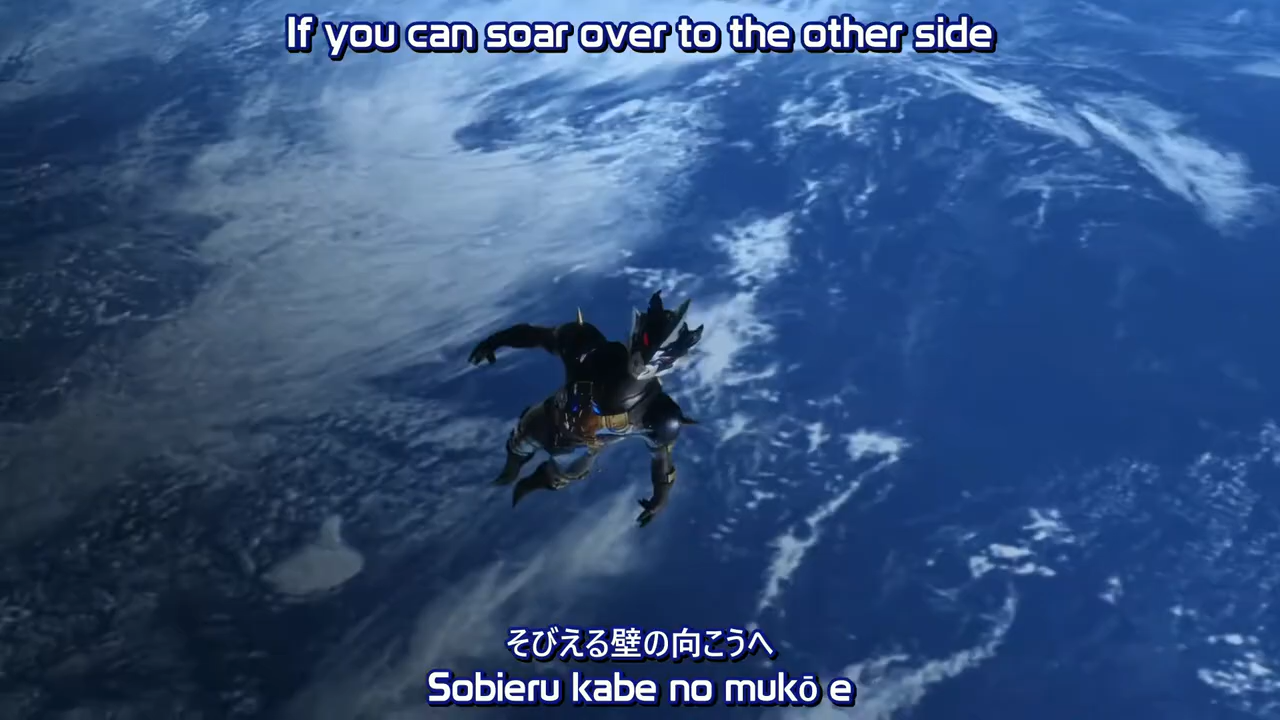 If you can soar over to the other side
そびえる壁の向こうへ
Sobieru kabe no mukō e